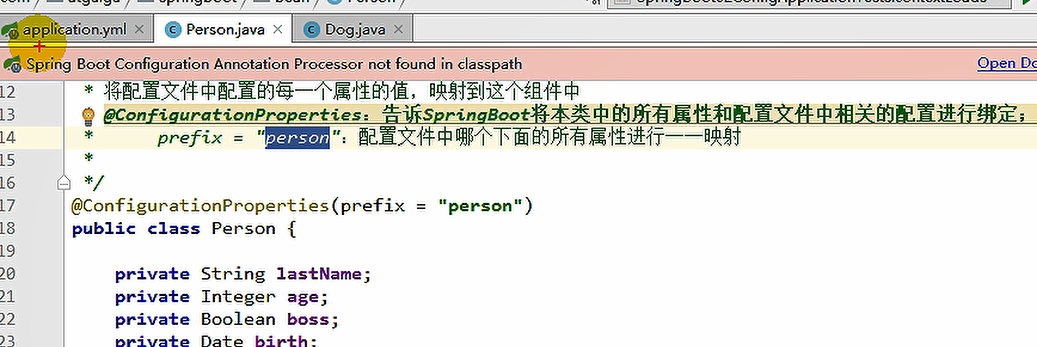 springboot bean Person
application.yml × Person.java × Dog.java ×
Spring Boot Configuration Annotation Processor not found in classpath Open Do
12 * 将配置文件中配置的每一个属性的值，映射到这个组件中
13 @ConfigurationProperties：告诉SpringBoot将本类中的所有属性和配置文件中相关的配置进行绑定；
14 * prefix = "person"：配置文件中哪个下面的所有属性进行一一映射
15 *
16 */
17 @ConfigurationProperties(prefix = "person")
18 public class Person {
19
20 private String lastName;
21 private Integer age;
22 private Boolean boss;
23 private Date birth;